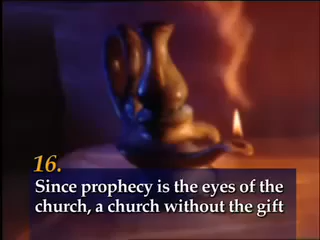 16.
Since prophecy is the eyes of the
church, a church without the gift